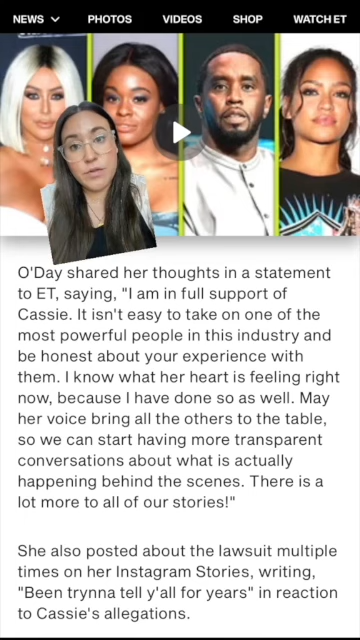 NEWS PHOTOS VIDEOS SHOP WATCH ET
O'Day shared her thoughts in a statement
to ET, saying, "I am in full support of
Cassie. It isn't easy to take on one of the
most powerful people in this industry and
be honest about your experience with
them. I know what her heart is feeling right
now, because I have done so as well. May
her voice bring all the others to the table,
so we can start having more transparent
conversations about what is actually
happening behind the scenes. There is a
lot more to all of our stories!"
She also posted about the lawsuit multiple
times on her Instagram Stories, writing,
"Been trynna tell y'all for years" in reaction
to Cassie's allegations.